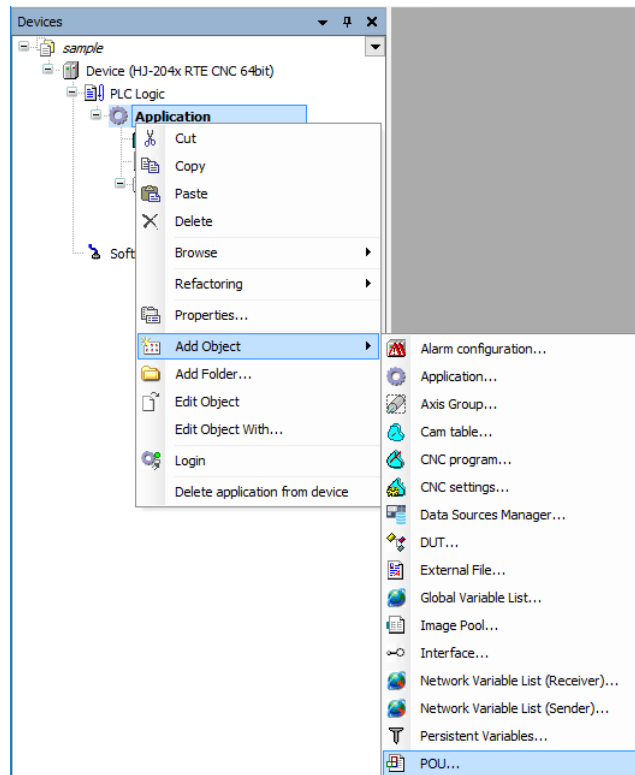 Devices
sample
Device (HJ-204x RTE CNC 64bit)
PLC Logic
Application
Cut
Copy
Paste
Delete
Soft
Browse
Refactoring
Properties...
Add Object
Add Folder...
Edit Object
Edit Object With...
Login
Delete application from device
Alarm configuration...
Application...
Axis Group...
Cam table...
CNC program...
CNC settings...
Data Sources Manager...
DUT...
External File...
Global Variable List...
Image Pool...
Interface...
Network Variable List (Receiver)...
Network Variable List (Sender)...
Persistent Variables...
POU...